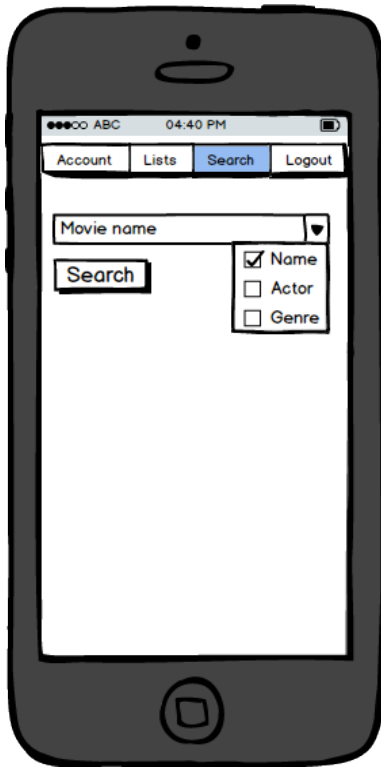 ABC 04:40 PM
Account Lists Search Logout
Movie name
Name
Search
Actor
Genre